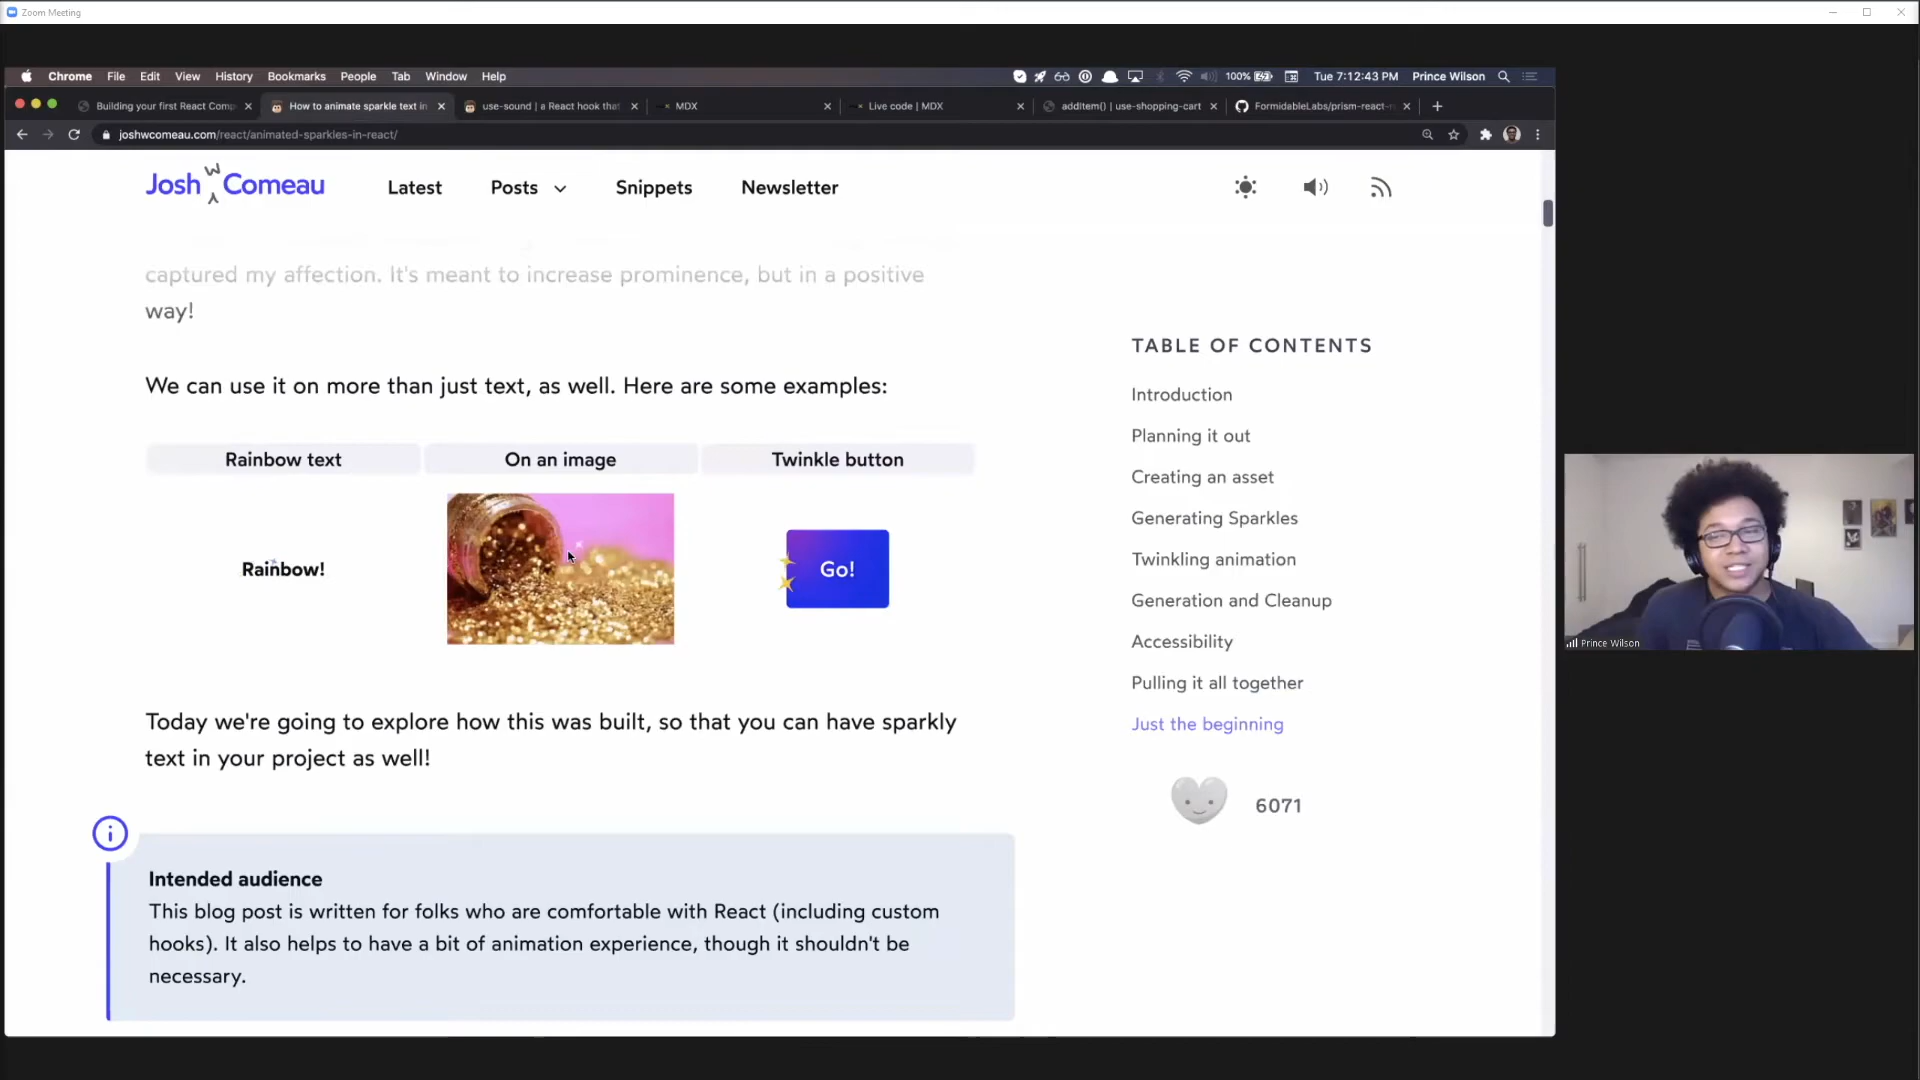 Zoom Meeting
Chrome File Edit View History Bookmarks People Tab Window Help
100% Tue 7:12:43 PM Prince Wilson
Building your first React Comp
How to animate sparkle text in
use-sound | a React hook that
MDX
Live code | MDX
addItem() | use-shopping-cart
FormidableLabs/prism-react-r
joshwcomeau.com/react/animated-sparkles-in-react/
Josh W Comeau
Latest Posts Snippets Newsletter
captured my affection. It's meant to increase prominence, but in a positive
way!
We can use it on more than just text, as well. Here are some examples:
Rainbow text On an image Twinkle button
Rainbow! Go!
Today we're going to explore how this was built, so that you can have sparkly
text in your project as well!
Intended audience
This blog post is written for folks who are comfortable with React (including custom
hooks). It also helps to have a bit of animation experience, though it shouldn't be
necessary.
TABLE OF CONTENTS
Introduction
Planning it out
Creating an asset
Generating Sparkles
Twinkling animation
Generation and Cleanup
Accessibility
Pulling it all together
Just the beginning
6071
Prince Wilson